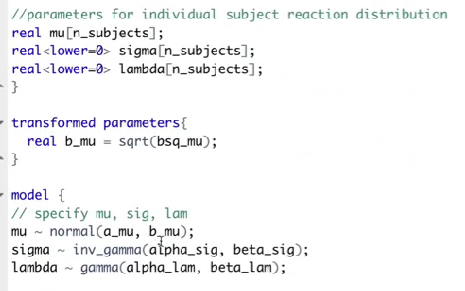 //parameters for individual subject reaction distribution
real mu[n_subjects];
real<lower=0> sigma[n_subjects];
real<lower=0> lambda[n_subjects];
}
transformed parameters{
real b_mu = sqrt(bsq_mu);
}
model {
// specify mu, sig, lam
mu ~ normal(a_mu, b_mu);
sigma ~ inv_gamma(alpha_sig, beta_sig);
lambda ~ gamma(alpha_lam, beta_lam);